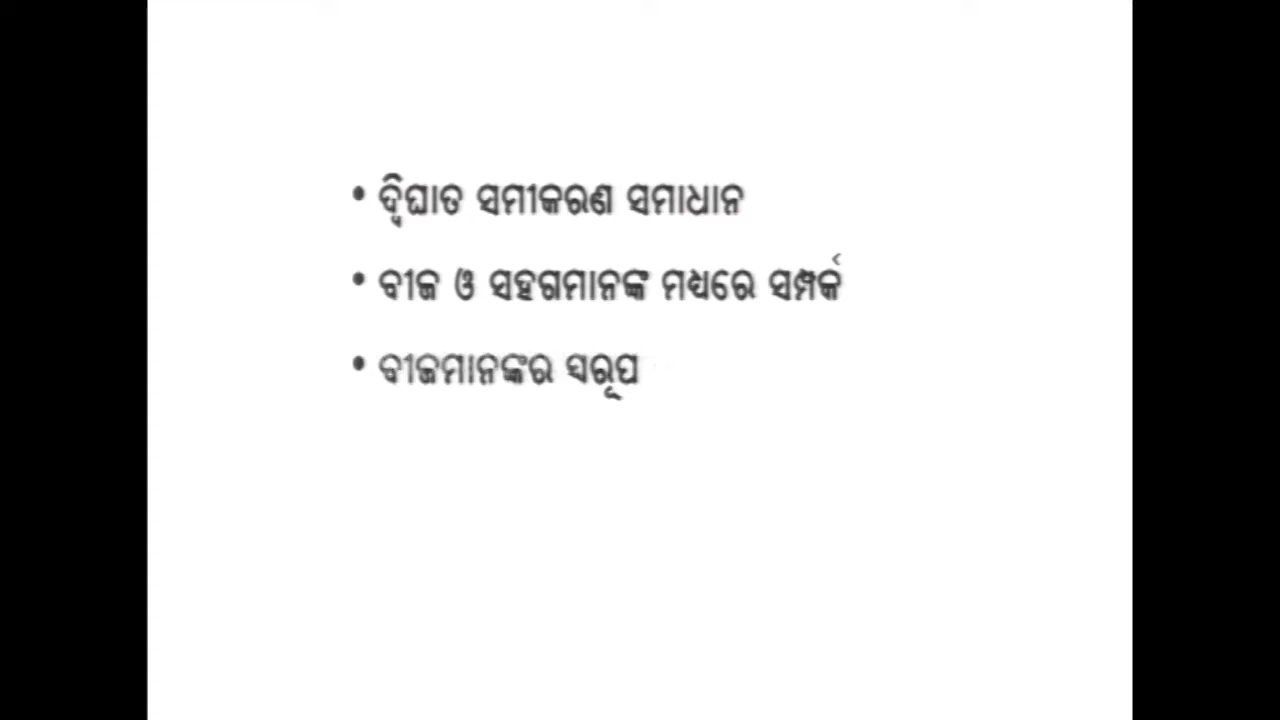 • ଦ୍ୱିଘାତ ସମୀକରଣ ସମାଧାନ
• ବୀଜ ଓ ସହଗମାନଙ୍କ ମଧ୍ୟରେ ସମ୍ପର୍କ
• ବୀଜମାନଙ୍କର ସ୍ୱରୂପ